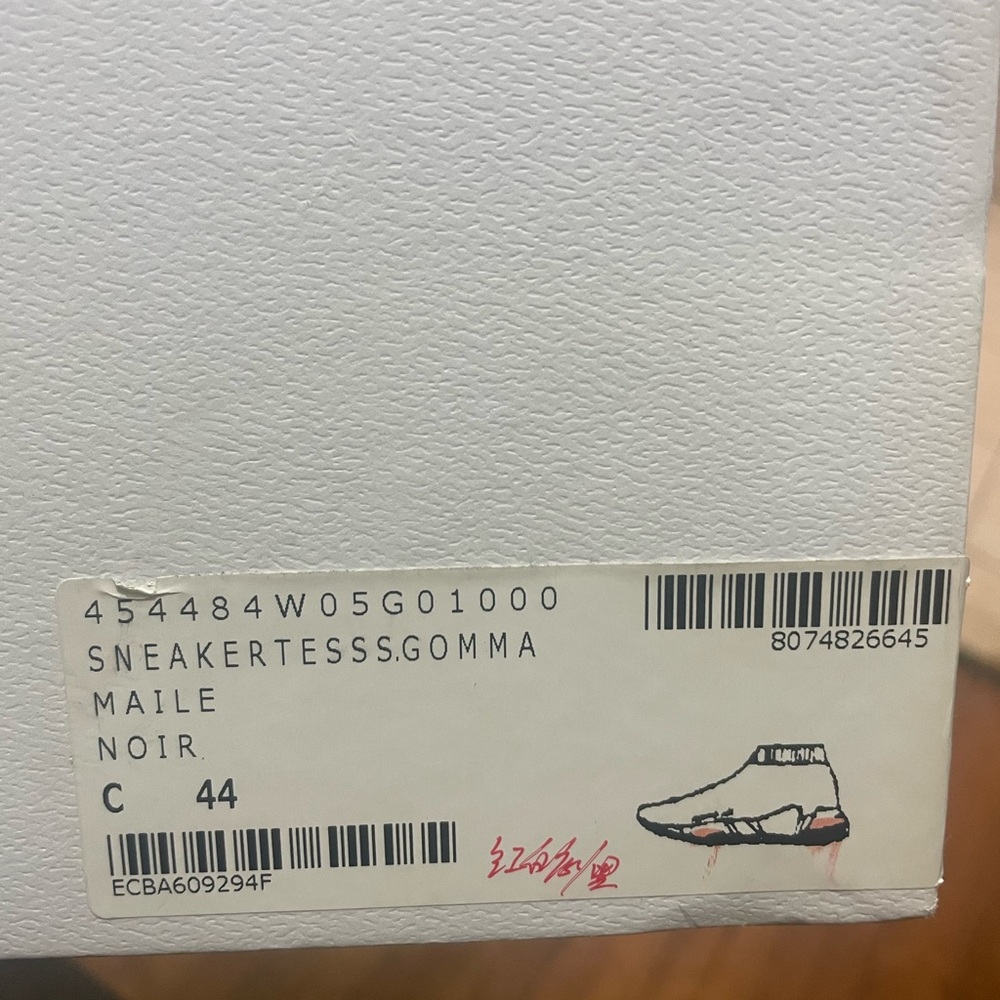 454484W05G01000
SNEAKERTESSS.GOMMA
MAILE
NOIR.
C 44
ECBA609294F
8074826645